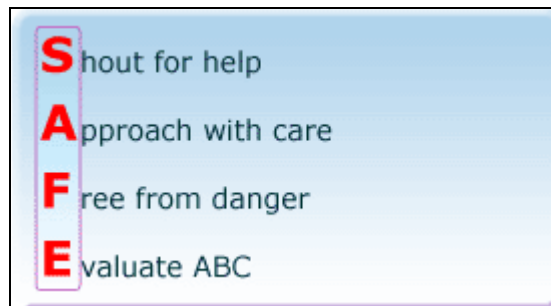 Shout for help
Approach with care
Free from danger
Evaluate ABC